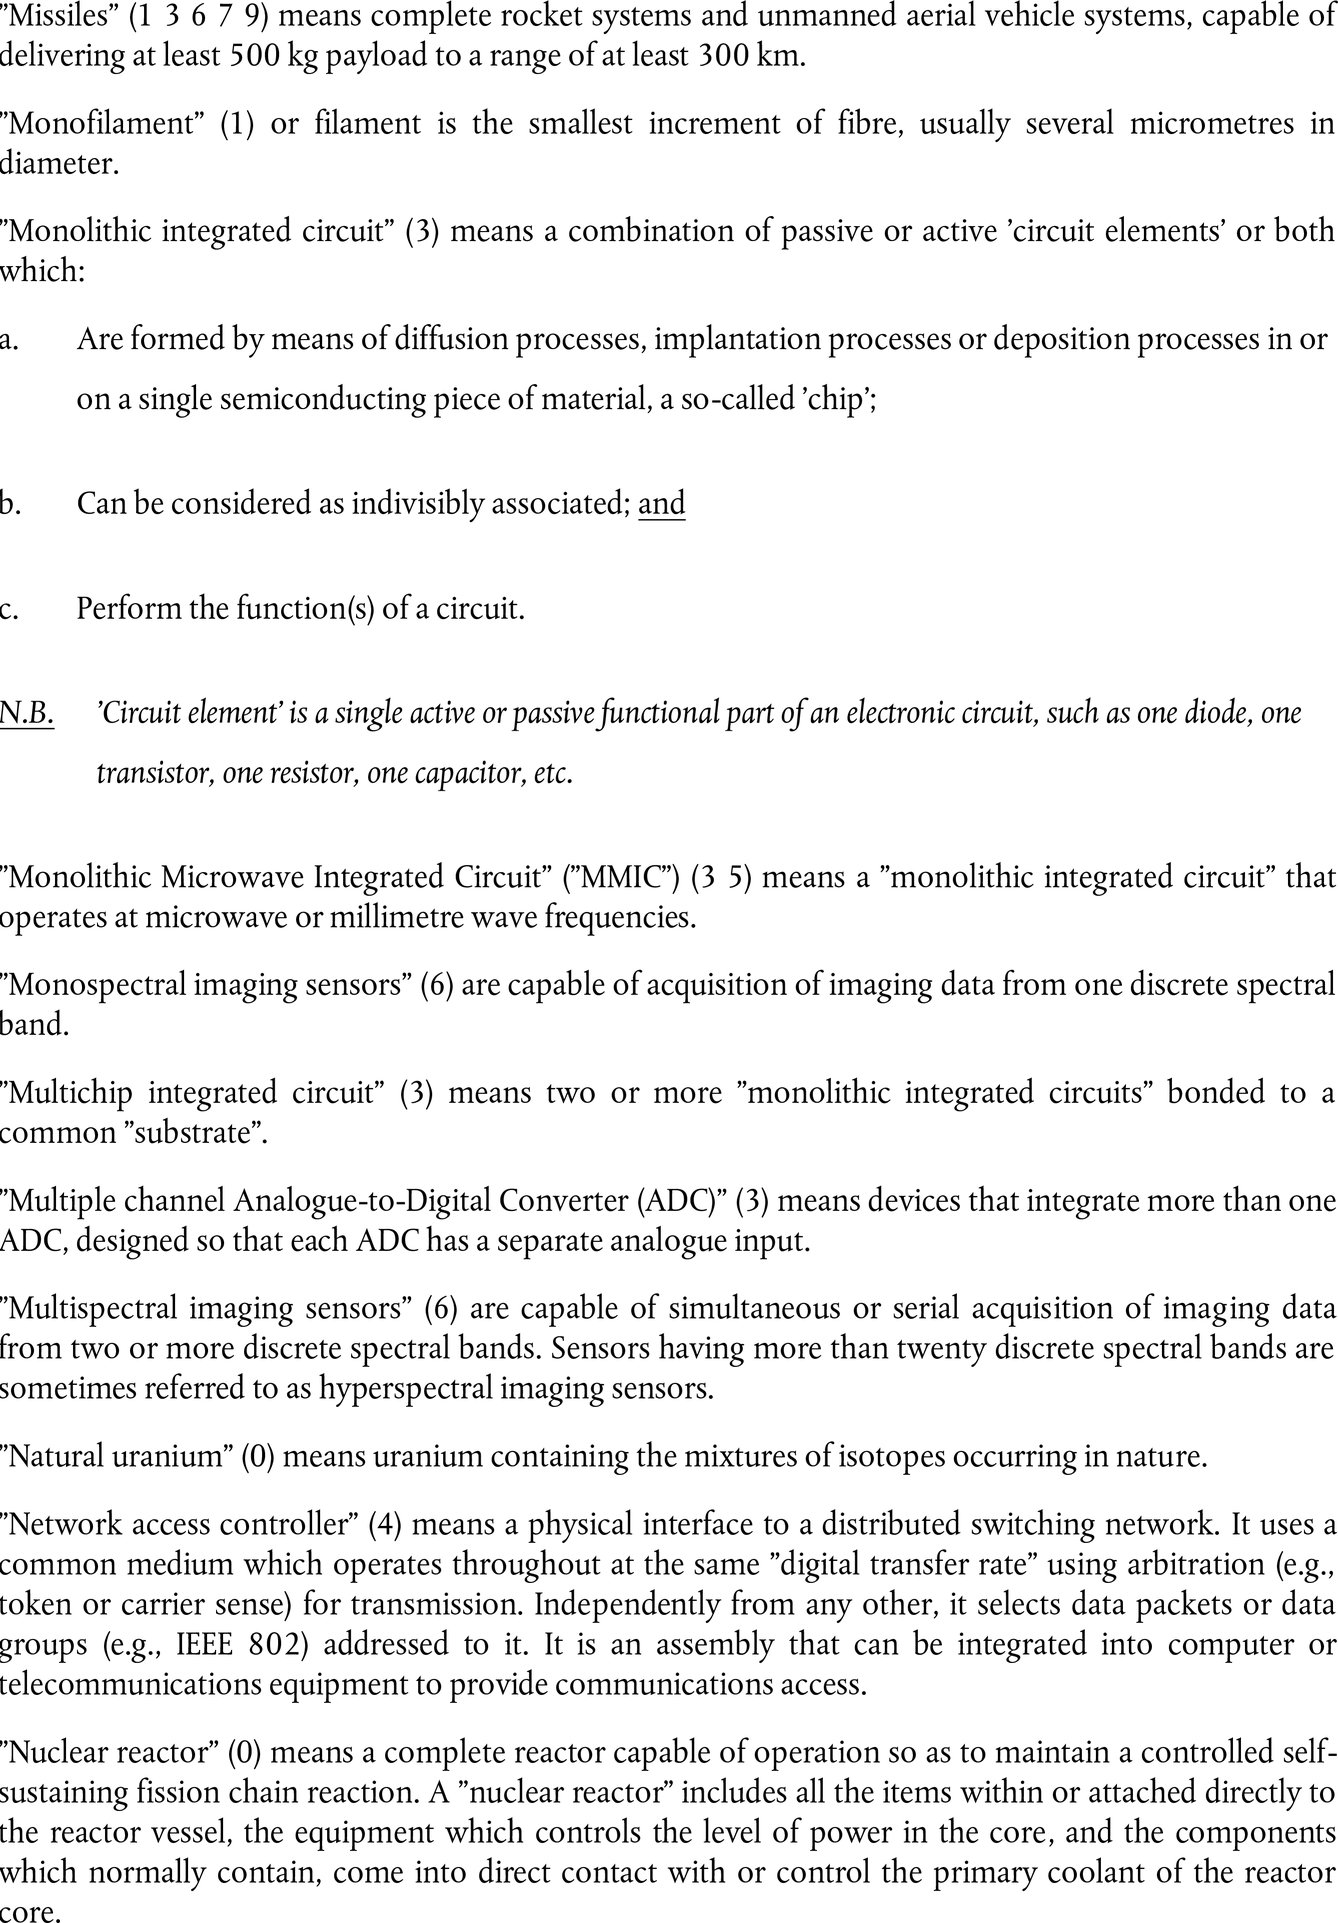 ”Missiles” (1 3 6 7 9) means complete rocket systems and unmanned aerial vehicle systems, capable of
delivering at least 500 kg payload to a range of at least 300 km.
”Monofilament” (1) or filament is the smallest increment of fibre, usually several micrometres in
diameter.
”Monolithic integrated circuit” (3) means a combination of passive or active ’circuit elements’ or both
which:
a. Are formed by means of diffusion processes, implantation processes or deposition processes in or
on a single semiconducting piece of material, a so-called ’chip’;
b. Can be considered as indivisibly associated; and
c. Perform the function(s) of a circuit.
N.B. ’Circuit element’ is a single active or passive functional part of an electronic circuit, such as one diode, one
transistor, one resistor, one capacitor, etc.
”Monolithic Microwave Integrated Circuit” (”MMIC”) (3 5) means a ”monolithic integrated circuit” that
operates at microwave or millimetre wave frequencies.
”Monospectral imaging sensors” (6) are capable of acquisition of imaging data from one discrete spectral
band.
”Multichip integrated circuit” (3) means two or more ”monolithic integrated circuits” bonded to a
common ”substrate”.
”Multiple channel Analogue-to-Digital Converter (ADC)” (3) means devices that integrate more than one
ADC, designed so that each ADC has a separate analogue input.
”Multispectral imaging sensors” (6) are capable of simultaneous or serial acquisition of imaging data
from two or more discrete spectral bands. Sensors having more than twenty discrete spectral bands are
sometimes referred to as hyperspectral imaging sensors.
”Natural uranium” (0) means uranium containing the mixtures of isotopes occurring in nature.
”Network access controller” (4) means a physical interface to a distributed switching network. It uses a
common medium which operates throughout at the same ”digital transfer rate” using arbitration (e.g.,
token or carrier sense) for transmission. Independently from any other, it selects data packets or data
groups (e.g., IEEE 802) addressed to it. It is an assembly that can be integrated into computer or
telecommunications equipment to provide communications access.
”Nuclear reactor” (0) means a complete reactor capable of operation so as to maintain a controlled self-
sustaining fission chain reaction. A ”nuclear reactor” includes all the items within or attached directly to
the reactor vessel, the equipment which controls the level of power in the core, and the components
which normally contain, come into direct contact with or control the primary coolant of the reactor
core.